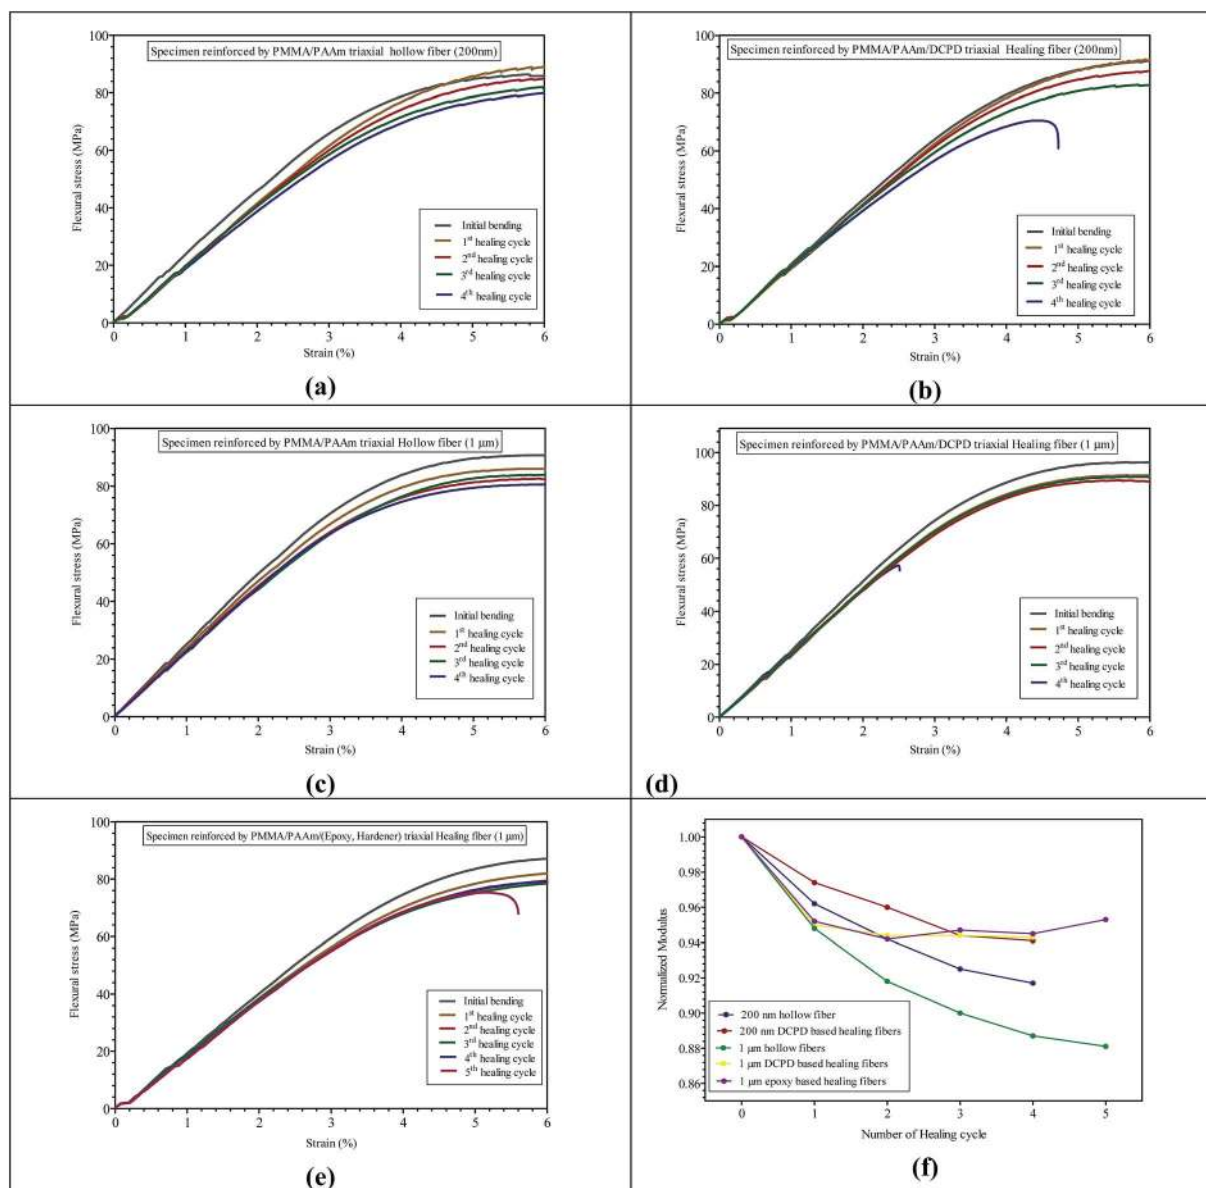 Specimen reinforced by PMMA/PAAm triaxial hollow fiber (200nm)
Flexural stress (MPa)
100
80
60
40
20
0
0 1 2 3 4 5 6
Strain (%)
Initial bending
1st healing cycle
2nd healing cycle
3rd healing cycle
4th healing cycle
(a)
Specimen reinforced by PMMA/PAAm/DCPD triaxial Healing fiber (200nm)
Flexural stress (MPa)
100
80
60
40
20
0
0 1 2 3 4 5 6
Strain (%)
Initial bending
1st healing cycle
2nd healing cycle
3rd healing cycle
4th healing cycle
(b)
Specimen reinforced by PMMA/PAAm triaxial Hollow fiber (1 μm)
Flexural stress (MPa)
100
80
60
40
20
0
0 1 2 3 4 5 6
Strain (%)
Initial bending
1st healing cycle
2nd healing cycle
3rd healing cycle
4th healing cycle
(c)
Specimen reinforced by PMMA/PAAm/DCPD triaxial Healing fiber (1 μm)
Flexural stress (MPa)
100
80
60
40
20
0
0 1 2 3 4 5 6
Strain (%)
Initial bending
1st healing cycle
2nd healing cycle
3rd healing cycle
4th healing cycle
(d)
Specimen reinforced by PMMA/PAAm/(Epoxy, Hardener) triaxial Healing fiber (1 μm)
Flexural stress (MPa)
100
80
60
40
20
0
0 1 2 3 4 5 6
Strain (%)
Initial bending
1st healing cycle
2nd healing cycle
3rd healing cycle
4th healing cycle
5th healing cycle
(e)
Normalized Modulus
1.00
0.98
0.96
0.94
0.92
0.90
0.88
0.86
0 1 2 3 4 5
Number of Healing cycle
200 nm hollow fiber
200 nm DCPD based healing fibers
1 μm hollow fibers
1 μm DCPD based healing fibers
1 μm epoxy based healing fibers
(f)